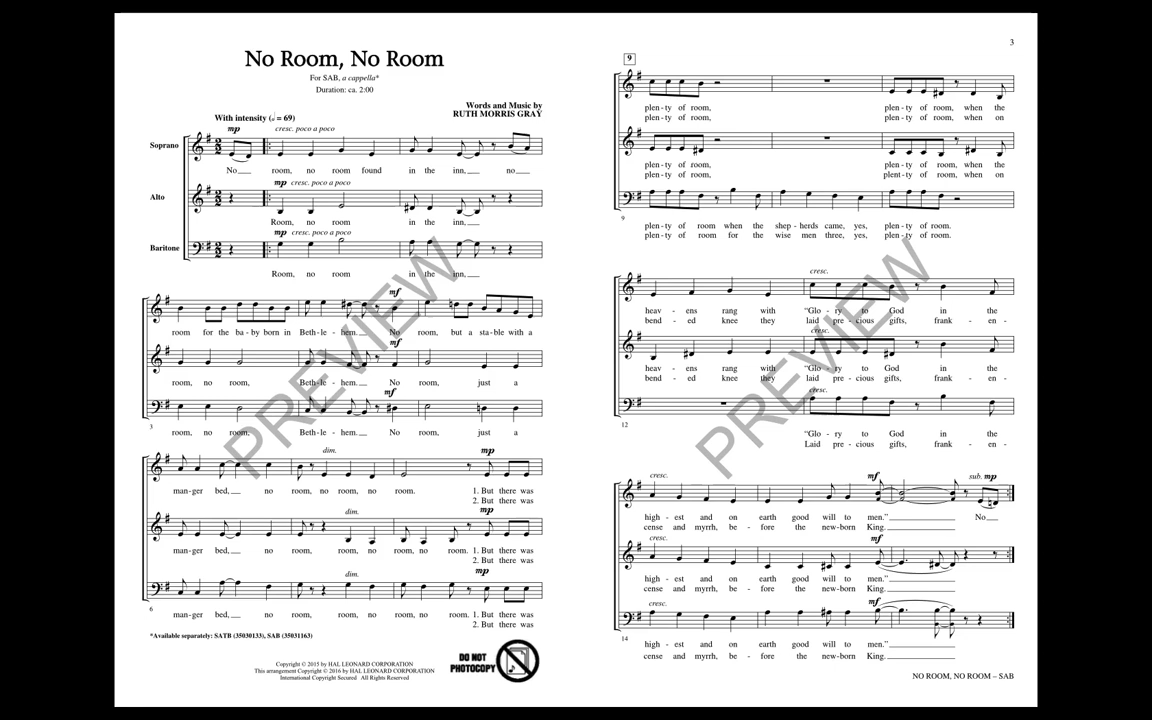 No Room, No Room
For SAB, a cappella*
Duration: ca. 2:00
Words and Music by
RUTH MORRIS GRAY
With intensity (𝅗𝅥 = 69)
mp cresc. poco a poco
Soprano
No room, no room found in the inn, no
mp cresc. poco a poco
Alto
Room, no room in the inn,
mp cresc. poco a poco
Baritone
Room, no room in the inn,
mf
room for the ba - by born in Beth - le - hem. No room, but a sta - ble with a
mf
room, no room, Beth - le - hem. No room, just a
mf
3
room, no room, Beth - le - hem. No room, just a
dim. mp
man - ger bed, no room, no room, no room. 1. But there was
2. But there was
dim. mp
man - ger bed, no room, no room, no room. 1. But there was
2. But there was
dim. mp
6
man - ger bed, no room, no room, no room. 1. But there was
2. But there was
*Available separately: SATB (35030133), SAB (35031163)
Copyright © 2015 by HAL LEONARD CORPORATION
This arrangement Copyright © 2016 by HAL LEONARD CORPORATION
International Copyright Secured All Rights Reserved
DO NOT
PHOTOCOPY
PREVIEW
3
9
plen - ty of room, plen - ty of room, when the
plen - ty of room, plen - ty of room, when on
plen - ty of room, plen - ty of room, when the
plen - ty of room, plent - ty of room, when on
9
plen - ty of room when the shep - herds came, yes, plen - ty of room.
plen - ty of room for the wise men three, yes, plen - ty of room.
cresc.
heav - ens rang with "Glo - ry to God in the
bend - ed knee they laid pre - cious gifts, frank - en -
cresc.
heav - ens rang with "Glo - ry to God in the
bend - ed knee they laid pre - cious gifts, frank - en -
cresc.
12
"Glo - ry to God in the
Laid pre - cious gifts, frank - en -
cresc. mf sub. mp
high - est and on earth good will to men." No
cense and myrrh, be - fore the new-born King.
cresc. mf
high - est and on earth good will to men."
cense and myrrh, be - fore the new-born King.
cresc. mf
14
high - est and on earth good will to men."
cense and myrrh, be - fore the new-born King.
NO ROOM, NO ROOM – SAB
PREVIEW